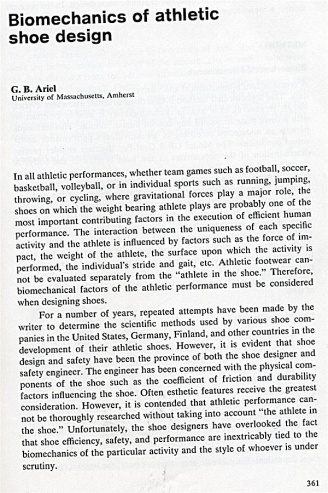 Biomechanics of athletic
shoe design
G. B. Ariel
University of Massachusetts, Amherst
In all athletic performances, whether team games such as football, soccer,
basketball, volleyball, or in individual sports such as running, jumping,
throwing, or cycling, where gravitational forces play a major role, the
shoes on which the weight bearing athlete plays are probably one of the
most important contributing factors in the execution of efficient human
performance. The interaction between the uniqueness of each specific
activity and the athlete is influenced by factors such as the force of im-
pact, the weight of the athlete, the surface upon which the activity is
performed, the individual's stride and gait, etc. Athletic footwear can-
not be evaluated separately from the "athlete in the shoe." Therefore,
biomechanical factors of the athletic performance must be considered
when designing shoes.
For a number of years, repeated attempts have been made by the
writer to determine the scientific methods used by various shoe com-
panies in the United States, Germany, Finland, and other countries in the
development of their athletic shoes. However, it is evident that shoe
design and safety have been the province of both the shoe designer and
safety engineer. The engineer has been concerned with the physical com-
ponents of the shoe such as the coefficient of friction and durability
factors influencing the shoe. Often esthetic features receive the greatest
consideration. However, it is contended that athletic performance can-
not be thoroughly researched without taking into account "the athlete in
the shoe." Unfortunately, the shoe designers have overlooked the fact
that shoe efficiency, safety, and performance are inextricably tied to the
biomechanics of the particular activity and the style of whoever is under
scrutiny.
361